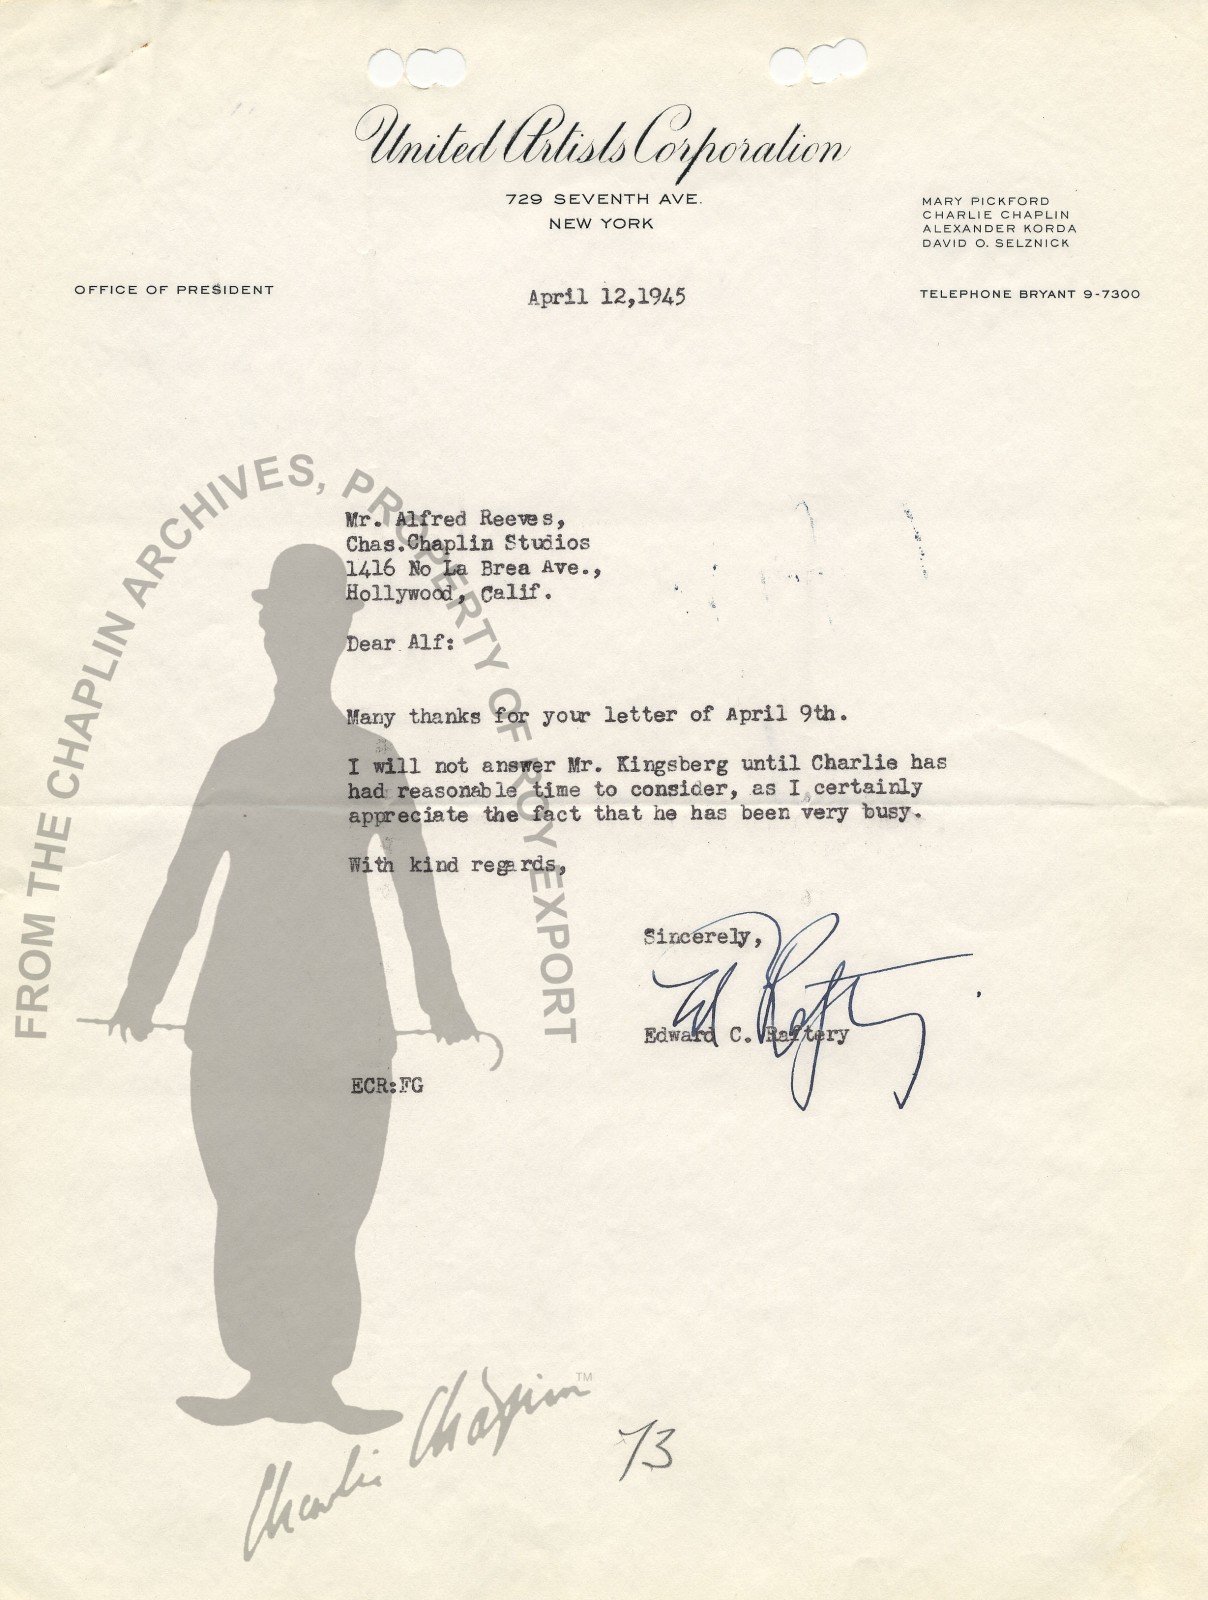 United Artists Corporation
729 SEVENTH AVE.
NEW YORK
MARY PICKFORD
CHARLIE CHAPLIN
ALEXANDER KORDA
DAVID O. SELZNICK
OFFICE OF PRESIDENT
April 12,1945
TELEPHONE BRYANT 9-7300
FROM THE CHAPLIN ARCHIVES, PROPERTY OF ROY EXPORT
Mr. Alfred Reeves,
Chas.Chaplin Studios
1416 No La Brea Ave.,
Hollywood, Calif.
Dear Alf:
Many thanks for your letter of April 9th.
I will not answer Mr. Kingsberg until Charlie has
had reasonable time to consider, as I certainly
appreciate the fact that he has been very busy.
With kind regards,
Sincerely,
Ed Raftery
Edward C. Raftery
ECR:FG
Charlie Chaplin TM
73